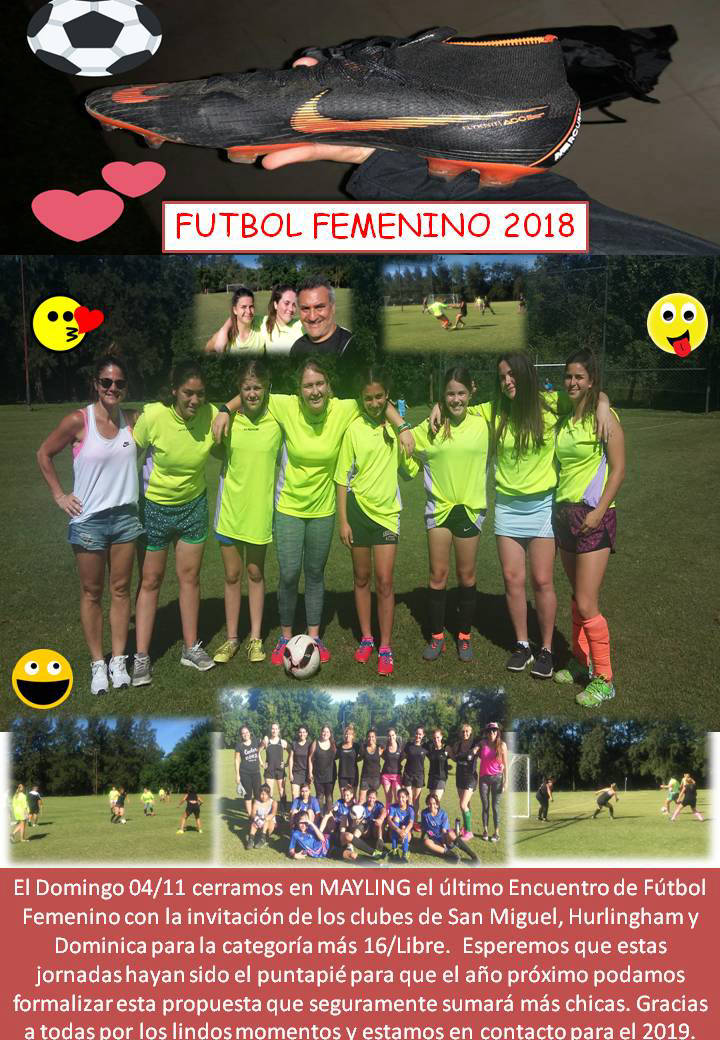 FLYKNIT ACC
MERCUR
FUTBOL FEMENINO 2018
El Domingo 04/11 cerramos en MAYLING el último Encuentro de Fútbol
Femenino con la invitación de los clubes de San Miguel, Hurlingham y
Dominica para la categoría más 16/Libre.  Esperemos que estas
jornadas hayan sido el puntapié para que el año próximo podamos
formalizar esta propuesta que seguramente sumará más chicas. Gracias
a todas por los lindos momentos y estamos en contacto para el 2019.